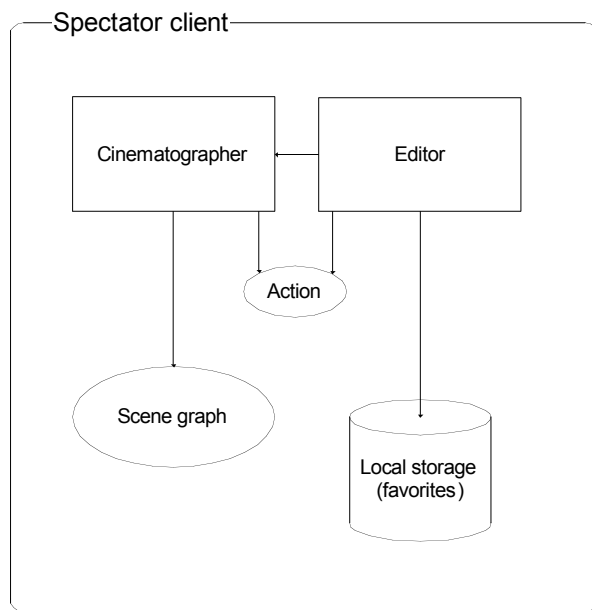 Spectator client
Cinematographer
Editor
Action
Scene graph
Local storage
(favorites)